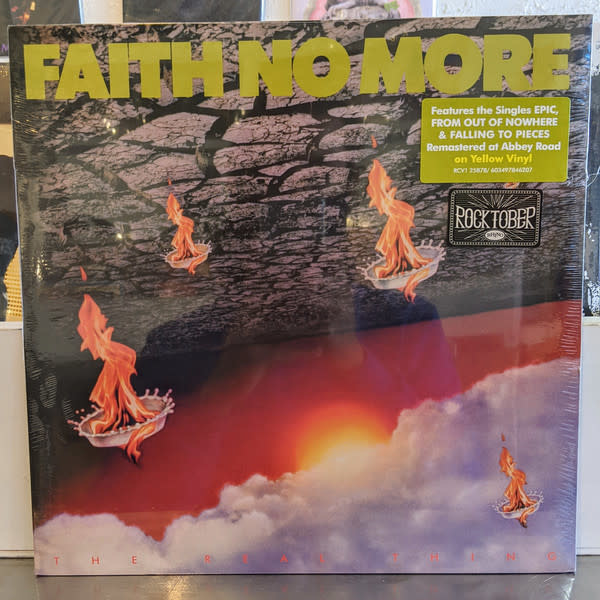 FAITH NO MORE
Features the Singles EPIC,
FROM OUT OF NOWHERE
& FALLING TO PIECES
Remastered at Abbey Road
on Yellow Vinyl
RCV1 25878/ 603497846207
ROCKTOBER
RHINO
THE REAL THING